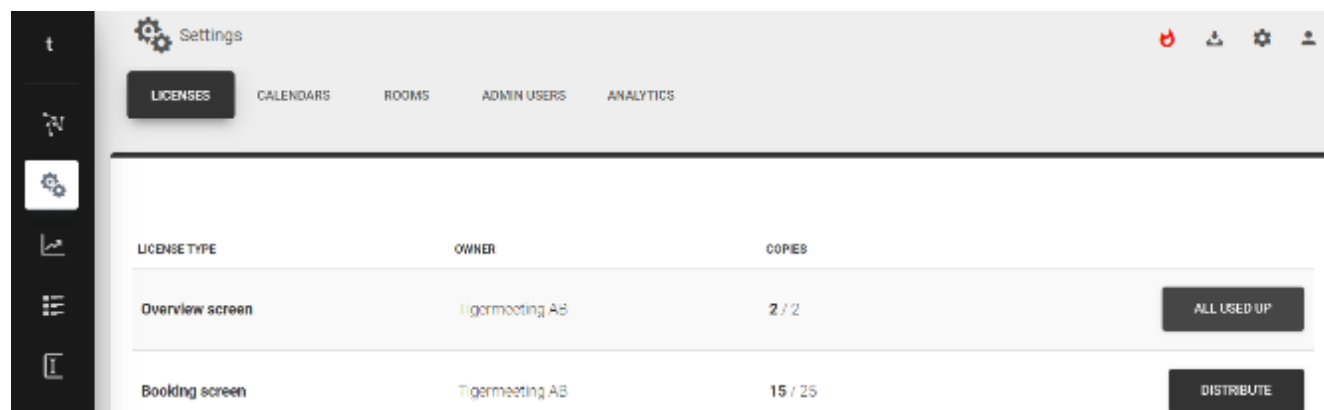 t
Settings
LICENSES CALENDARS ROOMS ADMIN USERS ANALYTICS
LICENSE TYPE OWNER COPIES
Overview screen Tigermeeting AB 2 / 2 ALL USED UP
Booking screen Tigermeeting AB 15 / 25 DISTRIBUTE